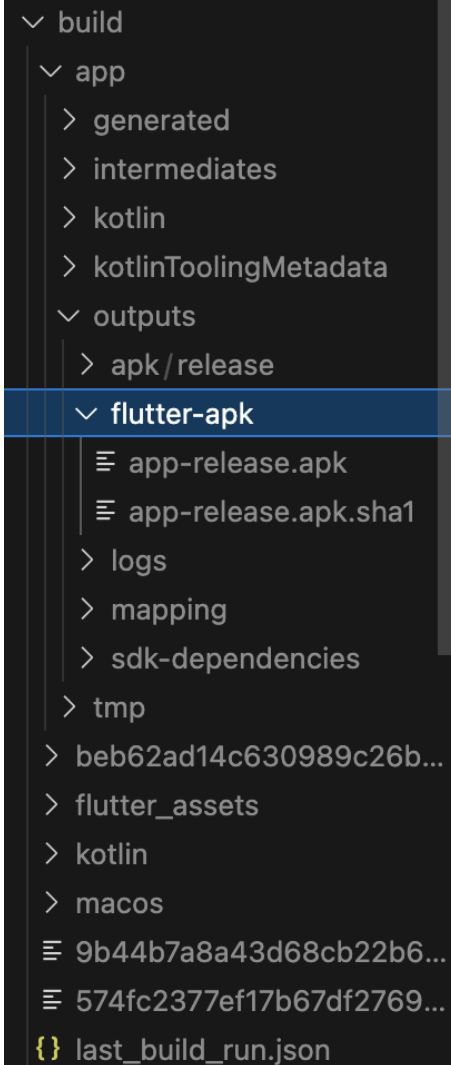 build
app
generated
intermediates
kotlin
kotlinToolingMetadata
outputs
apk/release
flutter-apk
app-release.apk
app-release.apk.sha1
logs
mapping
sdk-dependencies
tmp
beb62ad14c630989c26b...
flutter_assets
kotlin
macos
9b44b7a8a43d68cb22b6...
574fc2377ef17b67df2769...
{} last_build_run.json